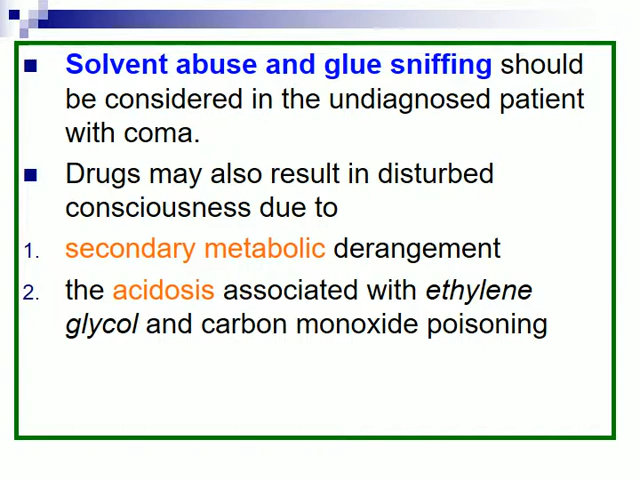 Solvent abuse and glue sniffing should
be considered in the undiagnosed patient
with coma.
Drugs may also result in disturbed
consciousness due to
1. secondary metabolic derangement
2. the acidosis associated with ethylene
glycol and carbon monoxide poisoning